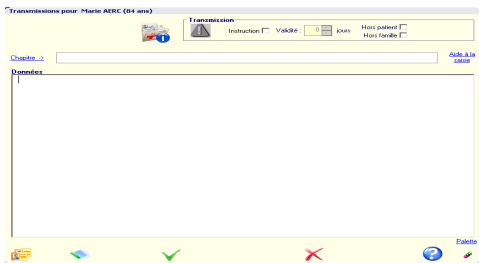 Transmissions pour Marie AERC (84 ans)
Transmission
Instruction Validité : 0 jours Hors patient
Hors famille
Chapitre -> Aide à la
saisie
Données
Palette